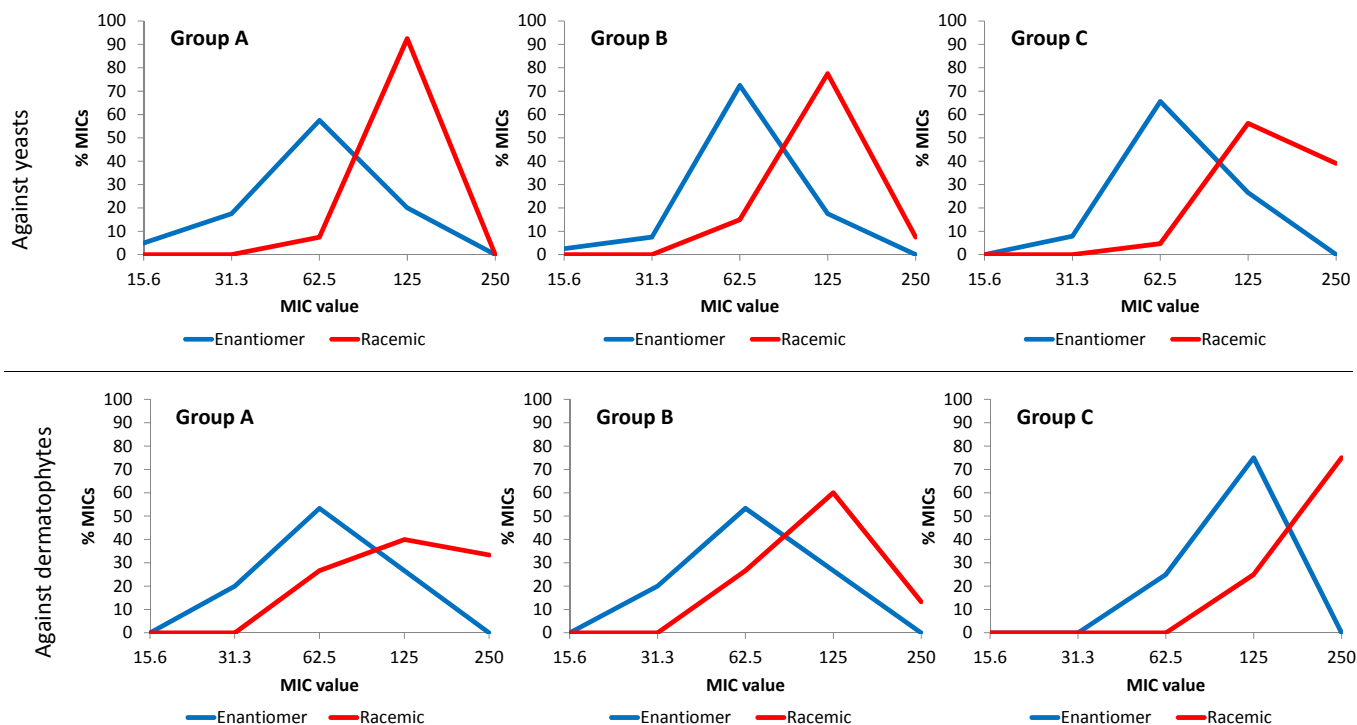 Against yeasts
Group A
% MICs
100
90
80
70
60
50
40
30
20
10
0
15.6 31.3 62.5 125 250
MIC value
Enantiomer Racemic
Group B
% MICs
100
90
80
70
60
50
40
30
20
10
0
15.6 31.3 62.5 125 250
MIC value
Enantiomer Racemic
Group C
% MICs
100
90
80
70
60
50
40
30
20
10
0
15.6 31.3 62.5 125 250
MIC value
Enantiomer Racemic
Against dermatophytes
Group A
% MICs
100
90
80
70
60
50
40
30
20
10
0
15.6 31.3 62.5 125 250
MIC value
Enantiomer Racemic
Group B
% MICs
100
90
80
70
60
50
40
30
20
10
0
15.6 31.3 62.5 125 250
MIC value
Enantiomer Racemic
Group C
% MICs
100
90
80
70
60
50
40
30
20
10
0
15.6 31.3 62.5 125 250
MIC value
Enantiomer Racemic